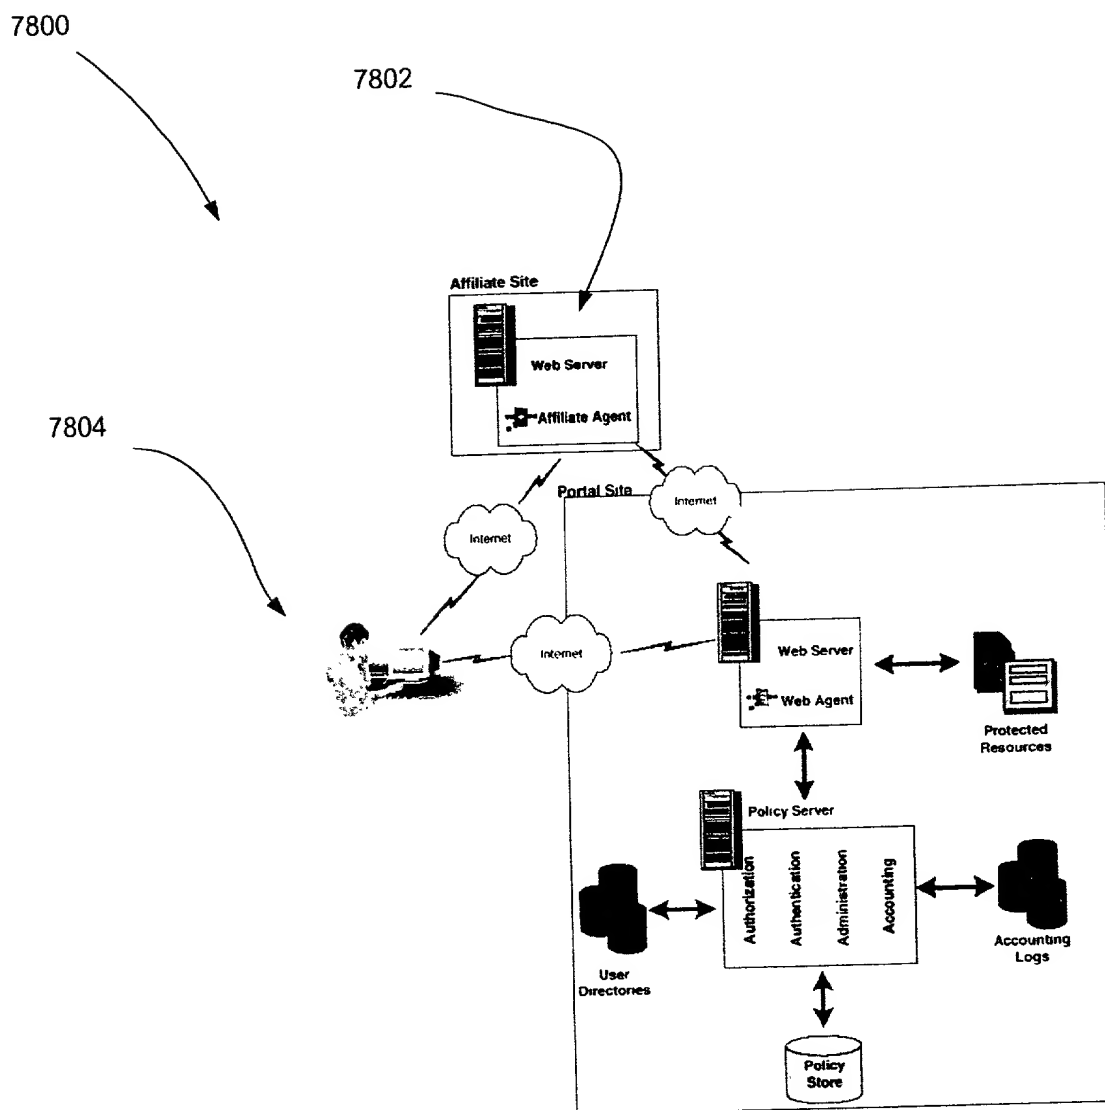 7800
7802
Affiliate Site
Web Server
Affiliate Agent
7804
Portal Site
Internet
Internet
Internet
Web Server
Web Agent
Protected
Resources
Policy Server
Authorization
Authentication
Administration
Accounting
User
Directories
Accounting
Logs
Policy
Store